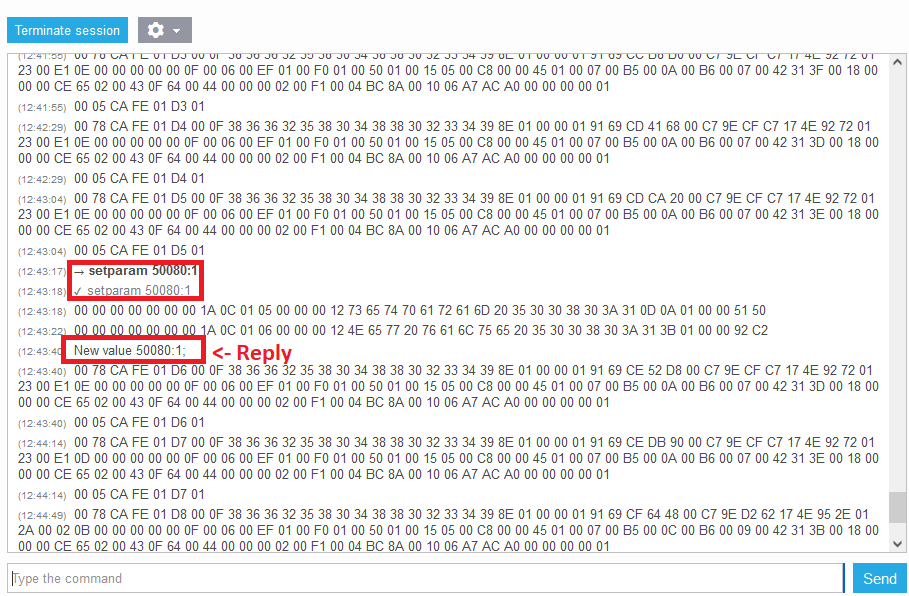 Terminate session
(12:41:55) 00 78 CA FE 01 D3 00 0F 38 36 36 32 35 38 30 34 38 38 30 32 33 34 39 8E 01 00 00 01 91 69 CC B8 B0 00 C7 9E CF C7 17 4E 92 72 01
23 00 E1 0E 00 00 00 00 00 0F 00 06 00 EF 01 00 F0 01 00 50 01 00 15 05 00 C8 00 00 45 01 00 07 00 B5 00 0A 00 B6 00 07 00 42 31 3F 00 18 00
00 00 CE 65 02 00 43 0F 64 00 44 00 00 00 02 00 F1 00 04 BC 8A 00 10 06 A7 AC A0 00 00 00 00 01
(12:41:55) 00 05 CA FE 01 D3 01
(12:42:29) 00 78 CA FE 01 D4 00 0F 38 36 36 32 35 38 30 34 38 38 30 32 33 34 39 8E 01 00 00 01 91 69 CD 41 68 00 C7 9E CF C7 17 4E 92 72 01
23 00 E1 0E 00 00 00 00 00 0F 00 06 00 EF 01 00 F0 01 00 50 01 00 15 05 00 C8 00 00 45 01 00 07 00 B5 00 0A 00 B6 00 07 00 42 31 3D 00 18 00
00 00 CE 65 02 00 43 0F 64 00 44 00 00 00 02 00 F1 00 04 BC 8A 00 10 06 A7 AC A0 00 00 00 00 01
(12:42:29) 00 05 CA FE 01 D4 01
(12:43:04) 00 78 CA FE 01 D5 00 0F 38 36 36 32 35 38 30 34 38 38 30 32 33 34 39 8E 01 00 00 01 91 69 CD CA 20 00 C7 9E CF C7 17 4E 92 72 01
23 00 E1 0E 00 00 00 00 00 0F 00 06 00 EF 01 00 F0 01 00 50 01 00 15 05 00 C8 00 00 45 01 00 07 00 B5 00 0A 00 B6 00 07 00 42 31 3E 00 18 00
00 00 CE 65 02 00 43 0F 64 00 44 00 00 00 02 00 F1 00 04 BC 8A 00 10 06 A7 AC A0 00 00 00 00 01
(12:43:04) 00 05 CA FE 01 D5 01
(12:43:17) → setparam 50080:1
(12:43:18) ✓ setparam 50080:1
(12:43:18) 00 00 00 00 00 00 00 1A 0C 01 05 00 00 00 12 73 65 74 70 61 72 61 6D 20 35 30 30 38 30 3A 31 0D 0A 01 00 00 51 50
(12:43:22) 00 00 00 00 00 00 00 1A 0C 01 06 00 00 00 12 4E 65 77 20 76 61 6C 75 65 20 35 30 30 38 30 3A 31 3B 01 00 00 92 C2
(12:43:40) New value 50080:1; <- Reply
(12:43:40) 00 78 CA FE 01 D6 00 0F 38 36 36 32 35 38 30 34 38 38 30 32 33 34 39 8E 01 00 00 01 91 69 CE 52 D8 00 C7 9E CF C7 17 4E 92 72 01
23 00 E1 0E 00 00 00 00 00 0F 00 06 00 EF 01 00 F0 01 00 50 01 00 15 05 00 C8 00 00 45 01 00 07 00 B5 00 0A 00 B6 00 07 00 42 31 3D 00 18 00
00 00 CE 65 02 00 43 0F 64 00 44 00 00 00 02 00 F1 00 04 BC 8A 00 10 06 A7 AC A0 00 00 00 00 01
(12:43:40) 00 05 CA FE 01 D6 01
(12:44:14) 00 78 CA FE 01 D7 00 0F 38 36 36 32 35 38 30 34 38 38 30 32 33 34 39 8E 01 00 00 01 91 69 CE DB 90 00 C7 9E CF C7 17 4E 92 72 01
23 00 E1 0D 00 00 00 00 00 0F 00 06 00 EF 01 00 F0 01 00 50 01 00 15 05 00 C8 00 00 45 01 00 07 00 B5 00 0A 00 B6 00 07 00 42 31 3E 00 18 00
00 00 CE 65 02 00 43 0F 64 00 44 00 00 00 02 00 F1 00 04 BC 8A 00 10 06 A7 AC A0 00 00 00 00 01
(12:44:14) 00 05 CA FE 01 D7 01
(12:44:49) 00 78 CA FE 01 D8 00 0F 38 36 36 32 35 38 30 34 38 38 30 32 33 34 39 8E 01 00 00 01 91 69 CF 64 48 00 C7 9E D2 62 17 4E 95 2E 01
2A 00 02 0B 00 00 00 00 00 0F 00 06 00 EF 01 00 F0 01 00 50 01 00 15 05 00 C8 00 00 45 01 00 07 00 B5 00 0C 00 B6 00 09 00 42 31 3B 00 18 00
00 00 CE 65 02 00 43 0F 64 00 44 00 00 00 02 00 F1 00 04 BC 8A 00 10 06 A7 AC A0 00 00 00 00 01
Type the command
Send